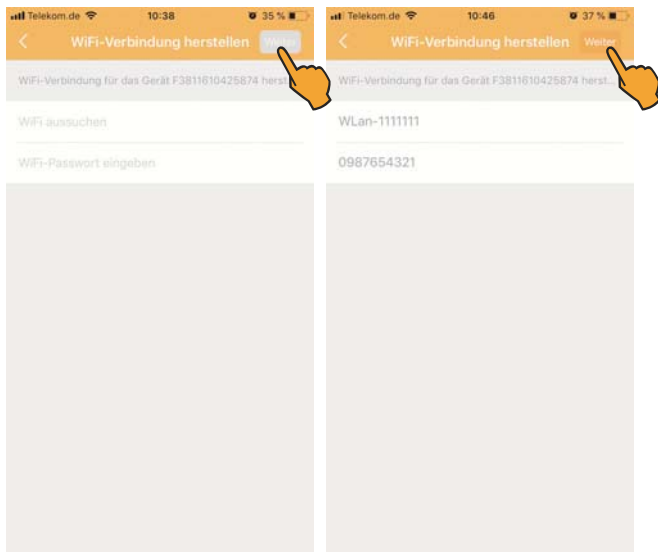 Telekom.de 10:38 35 %
WiFi-Verbindung herstellen Weiter
WiFi-Verbindung für das Gerät F3811610425874 herst...
WiFi aussuchen
WiFi-Passwort eingeben
Telekom.de 10:46 37 %
WiFi-Verbindung herstellen Weiter
WiFi-Verbindung für das Gerät F3811610425874 herst...
WLan-1111111
0987654321